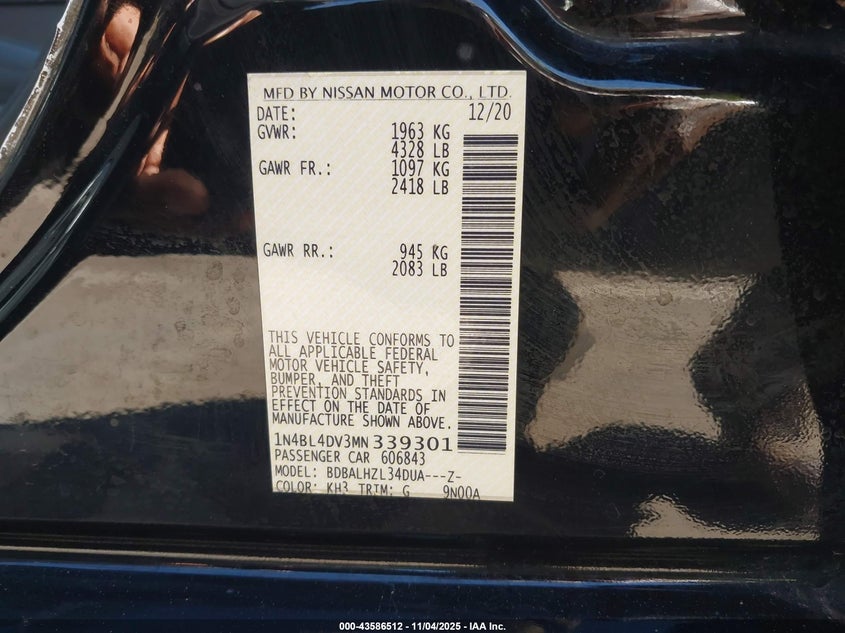 MFD BY NISSAN MOTOR CO., LTD.
DATE: 12/20
GVWR: 1963 KG
4328 LB
GAWR FR.: 1097 KG
2418 LB
GAWR RR.: 945 KG
2083 LB
THIS VEHICLE CONFORMS TO
ALL APPLICABLE FEDERAL
MOTOR VEHICLE SAFETY,
BUMPER, AND THEFT
PREVENTION STANDARDS IN
EFFECT ON THE DATE OF
MANUFACTURE SHOWN ABOVE.
1N4BL4DV3MN339301
PASSENGER CAR 606843
MODEL: BDBALHZL34DUA---Z-
COLOR: KH3 TRIM: G 9N00A
000-43586512 - 11/04/2025 - IAA Inc.